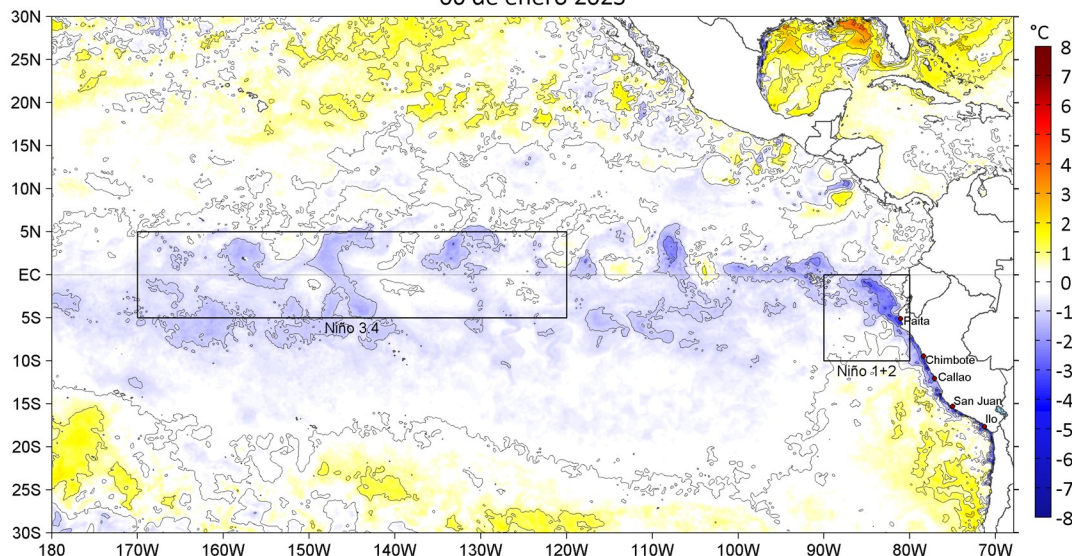 30N
25N
20N
15N
10N
5N
EC
5S
10S
15S
20S
25S
30S
180
170W
160W
150W
140W
130W
120W
110W
100W
90W
80W
70W
Niño 3.4
Niño 1+2
Paita
Chimbote
Callao
San Juan
Ilo
°C
8
7
6
5
4
3
2
1
0
-0
-1
-2
-3
-4
-5
-6
-7
-8